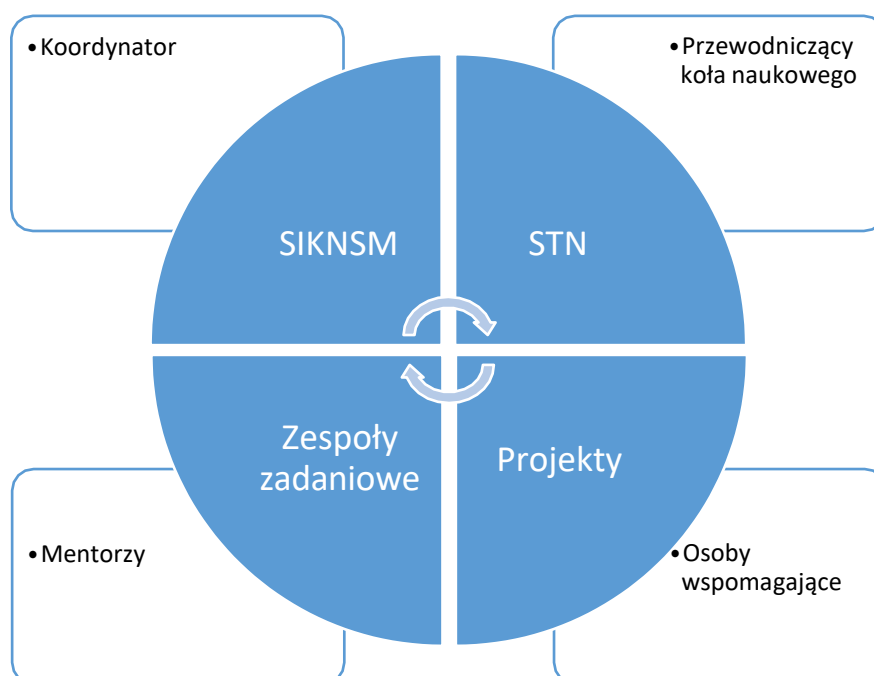 •Koordynator
•Przewodniczący
koła naukowego
SIKNSM
STN
Zespoły
zadaniowe
Projekty
•Mentorzy
•Osoby
wspomagające